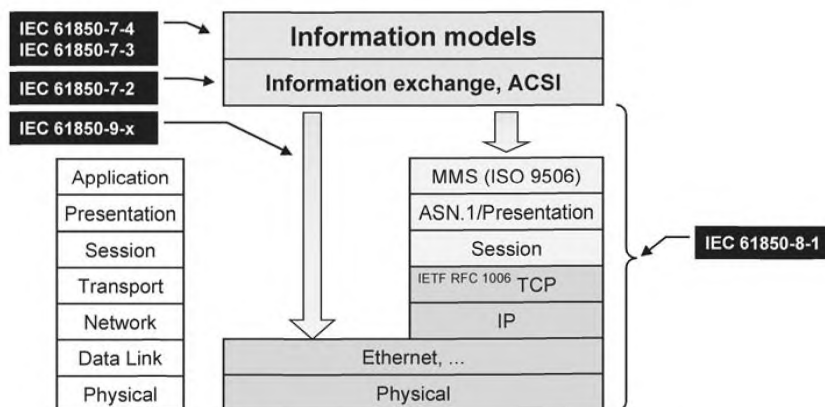 IEC 61850-7-4
IEC 61850-7-3
IEC 61850-7-2
IEC 61850-9-x
Information models
Information exchange, ACSI
Application
Presentation
Session
Transport
Network
Data Link
Physical
MMS (ISO 9506)
ASN.1/Presentation
Session
IETF RFC 1006 TCP
IP
Ethernet, ...
Physical
IEC 61850-8-1